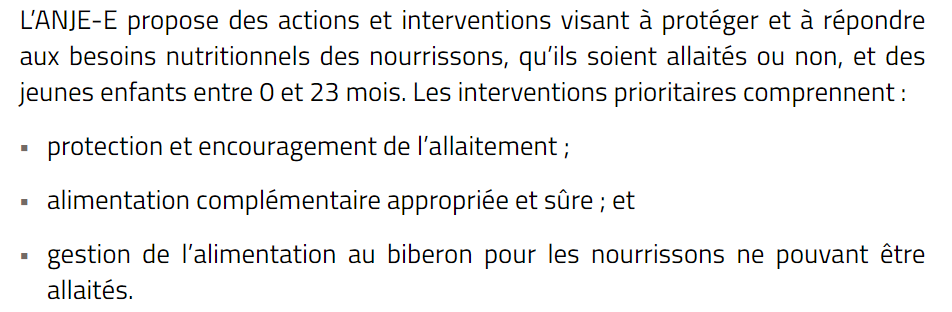 L’ANJE-E propose des actions et interventions visant à protéger et à répondre
aux besoins nutritionnels des nourrissons, qu’ils soient allaités ou non, et des
jeunes enfants entre 0 et 23 mois. Les interventions prioritaires comprennent :
▪ protection et encouragement de l’allaitement ;
▪ alimentation complémentaire appropriée et sûre ; et
▪ gestion de l’alimentation au biberon pour les nourrissons ne pouvant être
allaités.